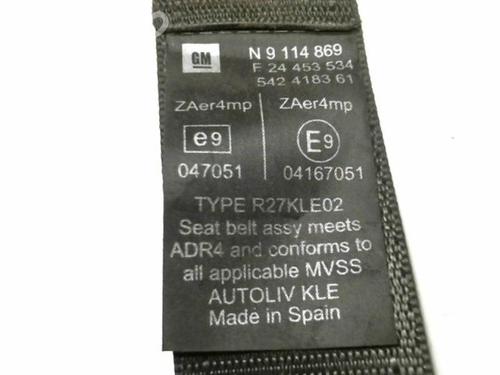 GM N 9 114 869
F 24 453 534
542 4183 61
ZAer4mp ZAer4mp
e9 E9
047051 04167051
TYPE R27KLE02
Seat belt assy meets
ADR4 and conforms to
all applicable MVSS
AUTOLIV KLE
Made in Spain